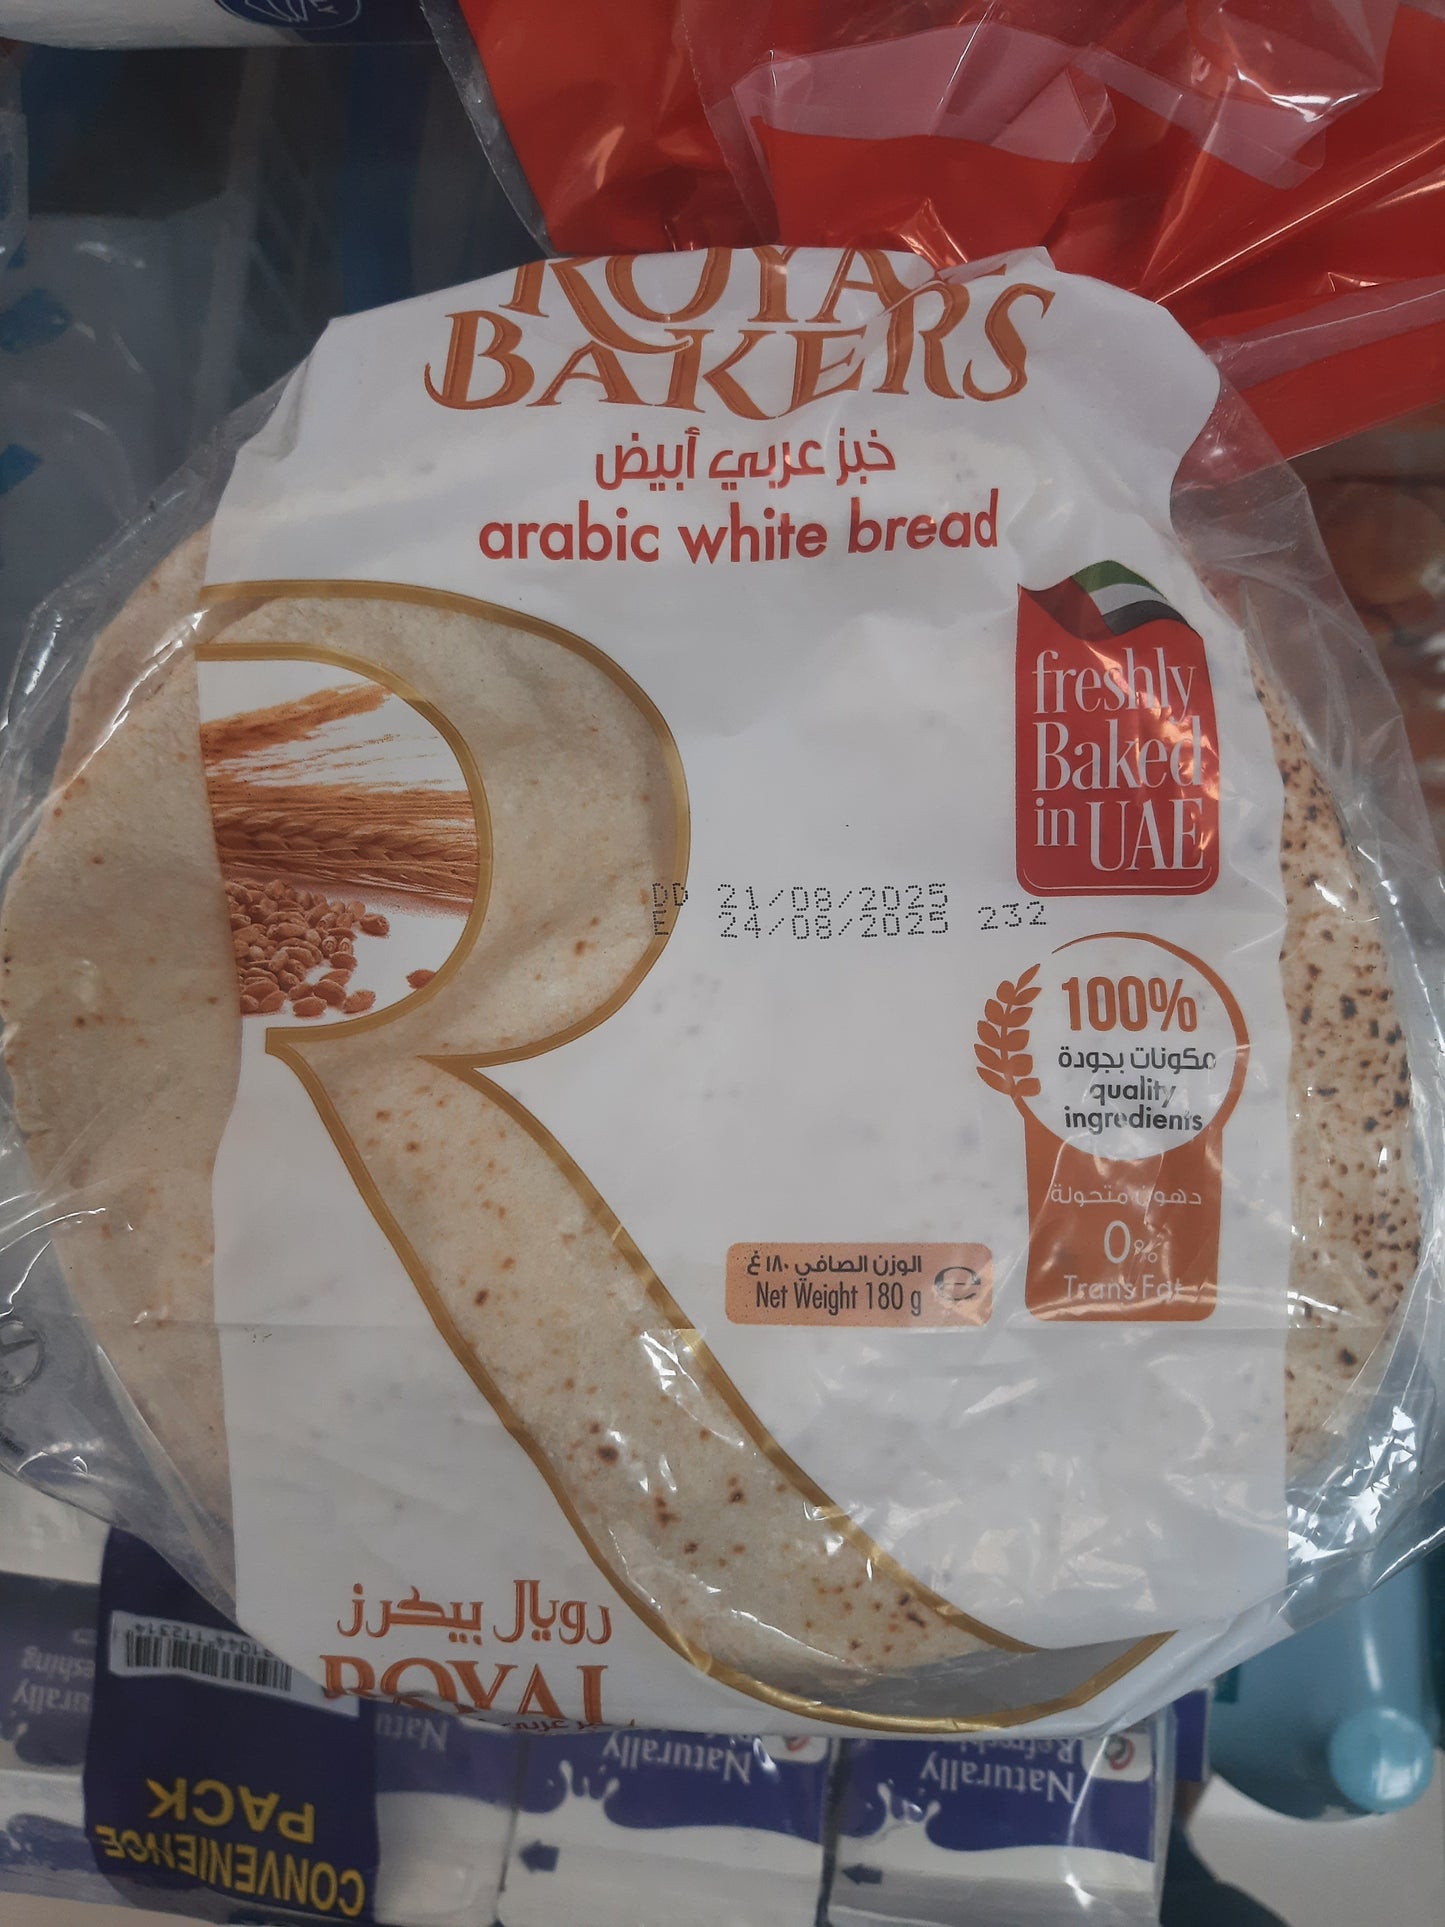 ROYAL
BAKERS
خبز عربي أبيض
arabic white bread
freshly
Baked
in UAE
DD 21/08/2025
E 24/08/2025 232
100%
مكونات بجودة
quality
ingredients
دهون متحولة
0%
Trans Fat
الوزن الصافي ١٨٠ غ
Net Weight 180 g
رويال بيكرز
ROYAL
Naturally
Naturally
Naturally
CONVENIENCE
PACK